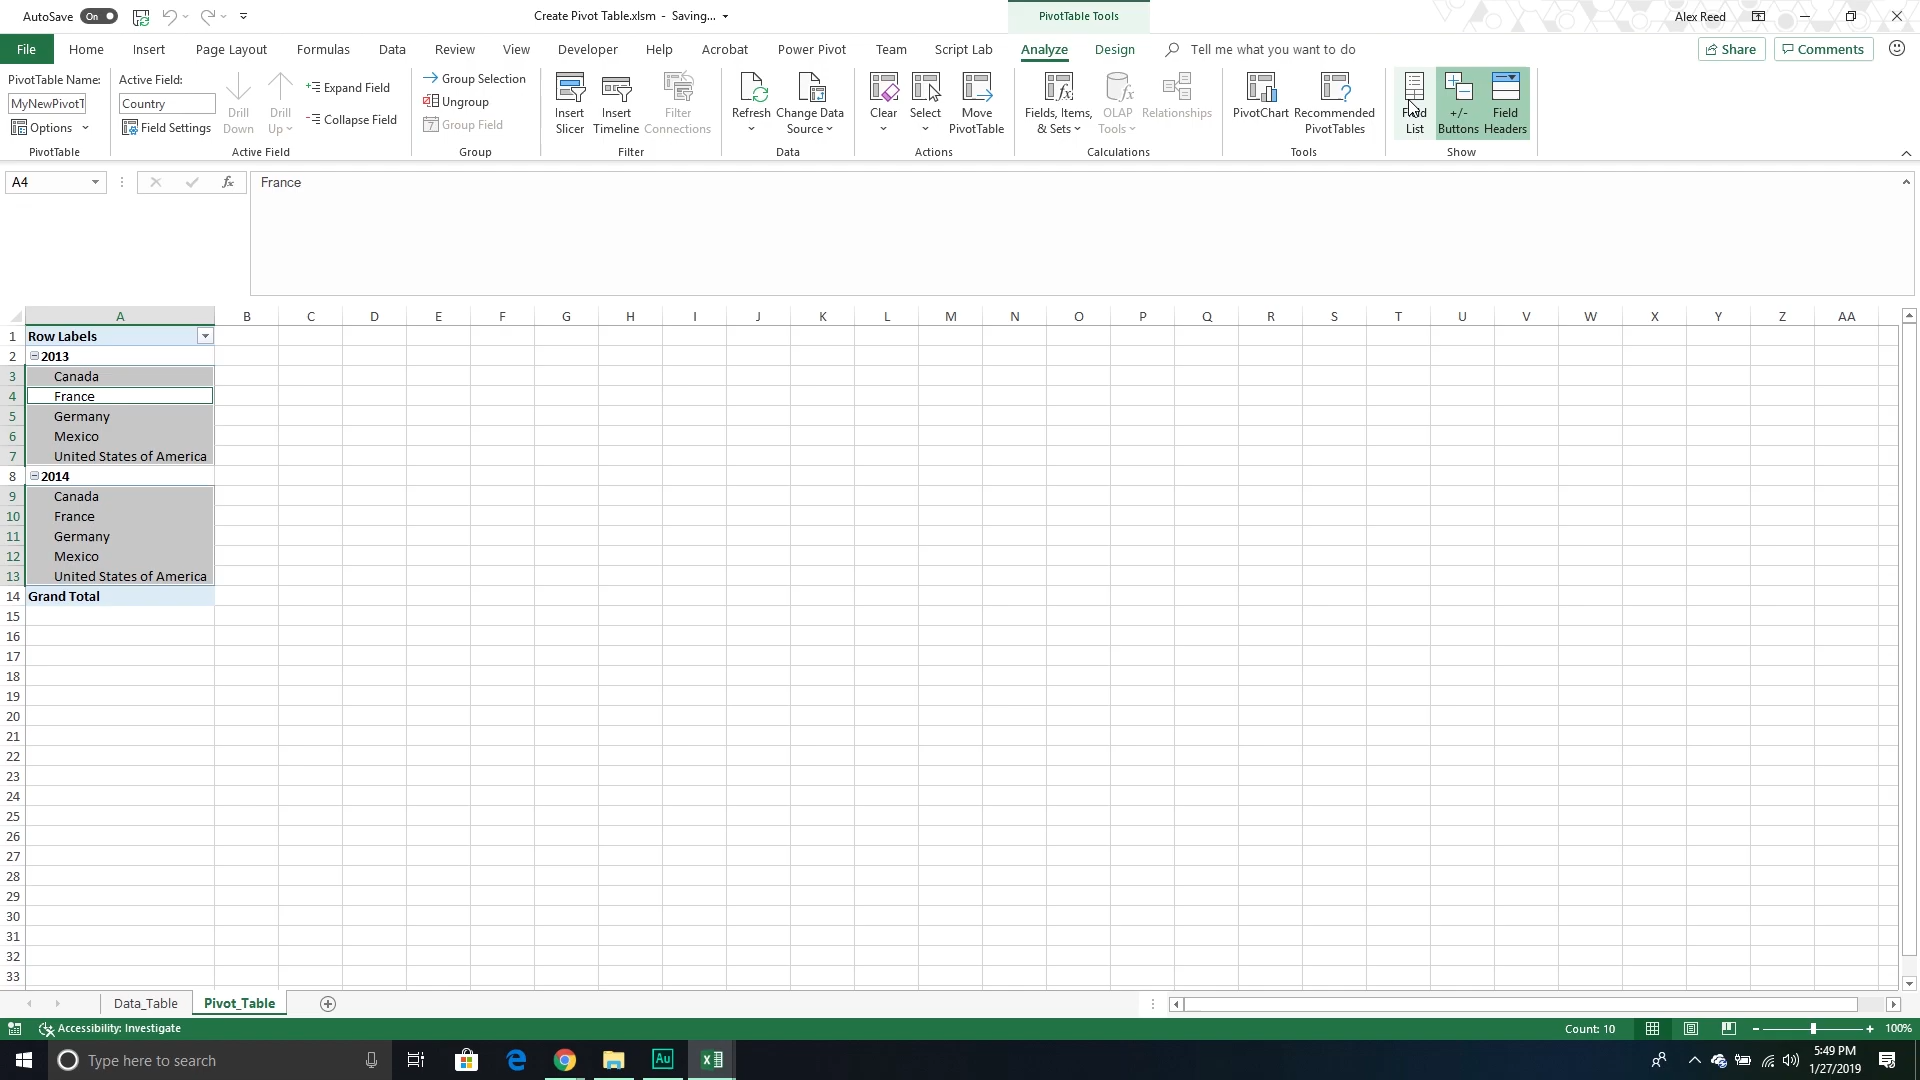 AutoSave On Create Pivot Table.xlsm - Saving... PivotTable Tools Alex Reed
File Home Insert Page Layout Formulas Data Review View Developer Help Acrobat Power Pivot Team Script Lab Analyze Design Tell me what you want to do Share Comments
PivotTable Name:
MyNewPivotT
Options
PivotTable
Active Field:
Country
Field Settings
Drill
Down
Drill
Up
Expand Field
Collapse Field
Active Field
Group Selection
Ungroup
7 Group Field
Group
Insert
Slicer
Insert
Timeline
Filter
Connections
Filter
Refresh
Change Data
Source
Data
Clear
Select
Move
PivotTable
Actions
Fields, Items,
& Sets
OLAP
Tools
Relationships
Calculations
PivotChart
Recommended
PivotTables
Tools
Field
List
+/-
Buttons
Field
Headers
Show
A4 fx France
A B C D E F G H I J K L M N O P Q R S T U V W X Y Z AA
1 Row Labels
2 2013
3 Canada
4 France
5 Germany
6 Mexico
7 United States of America
8 2014
9 Canada
10 France
11 Germany
12 Mexico
13 United States of America
14 Grand Total
15
16
17
18
19
20
21
22
23
24
25
26
27
28
29
30
31
32
33
Data_Table Pivot_Table
Accessibility: Investigate Count: 10 100%
Type here to search Au 5:49 PM
1/27/2019